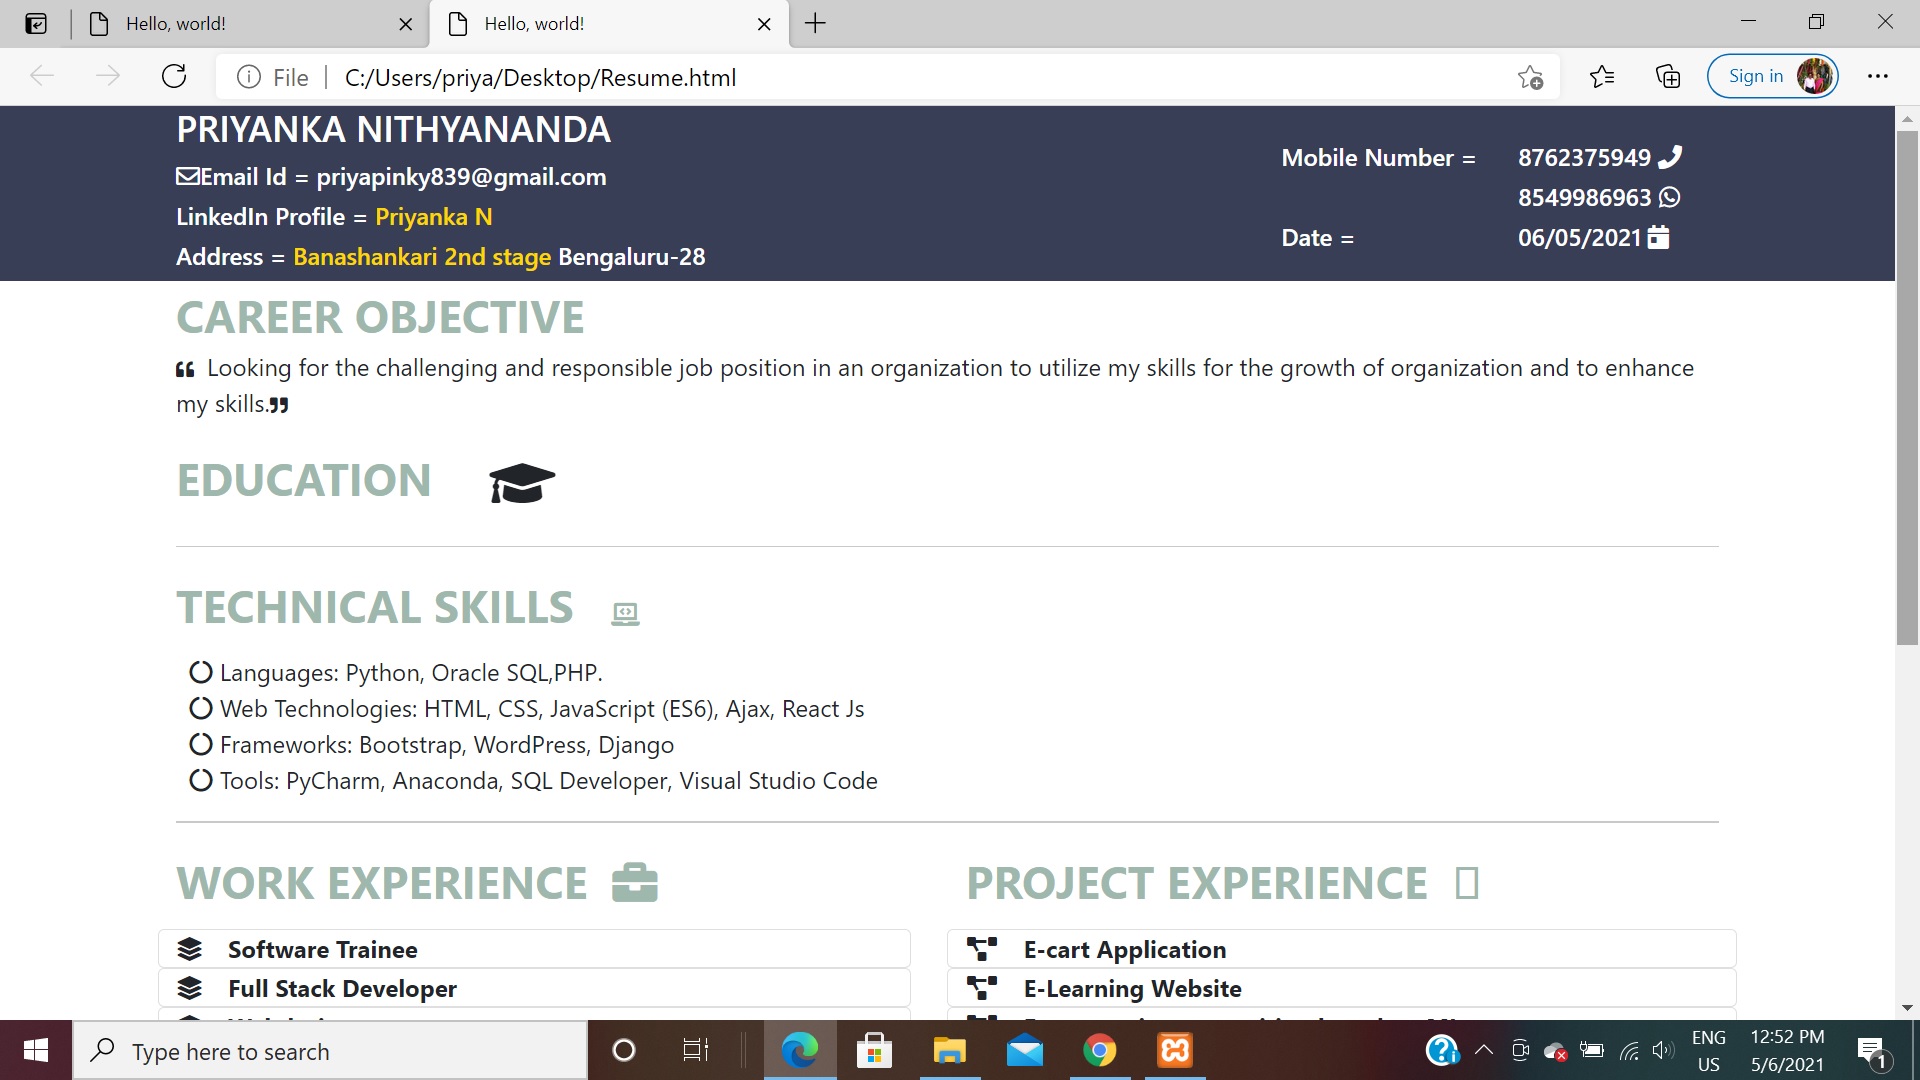 Hello, world!
Hello, world!
File
C:/Users/priya/Desktop/Resume.html
Sign in
PRIYANKA NITHYANANDA
Email Id = priyapinky839@gmail.com
LinkedIn Profile = Priyanka N
Address = Banashankari 2nd stage Bengaluru-28
Mobile Number = 8762375949
8549986963
Date = 06/05/2021
CAREER OBJECTIVE
❝ Looking for the challenging and responsible job position in an organization to utilize my skills for the growth of organization and to enhance
my skills.❞
EDUCATION
TECHNICAL SKILLS
Languages: Python, Oracle SQL,PHP.
Web Technologies: HTML, CSS, JavaScript (ES6), Ajax, React Js
Frameworks: Bootstrap, WordPress, Django
Tools: PyCharm, Anaconda, SQL Developer, Visual Studio Code
WORK EXPERIENCE
Software Trainee
Full Stack Developer
PROJECT EXPERIENCE
E-cart Application
E-Learning Website
Type here to search
ENG
US
12:52 PM
5/6/2021
1